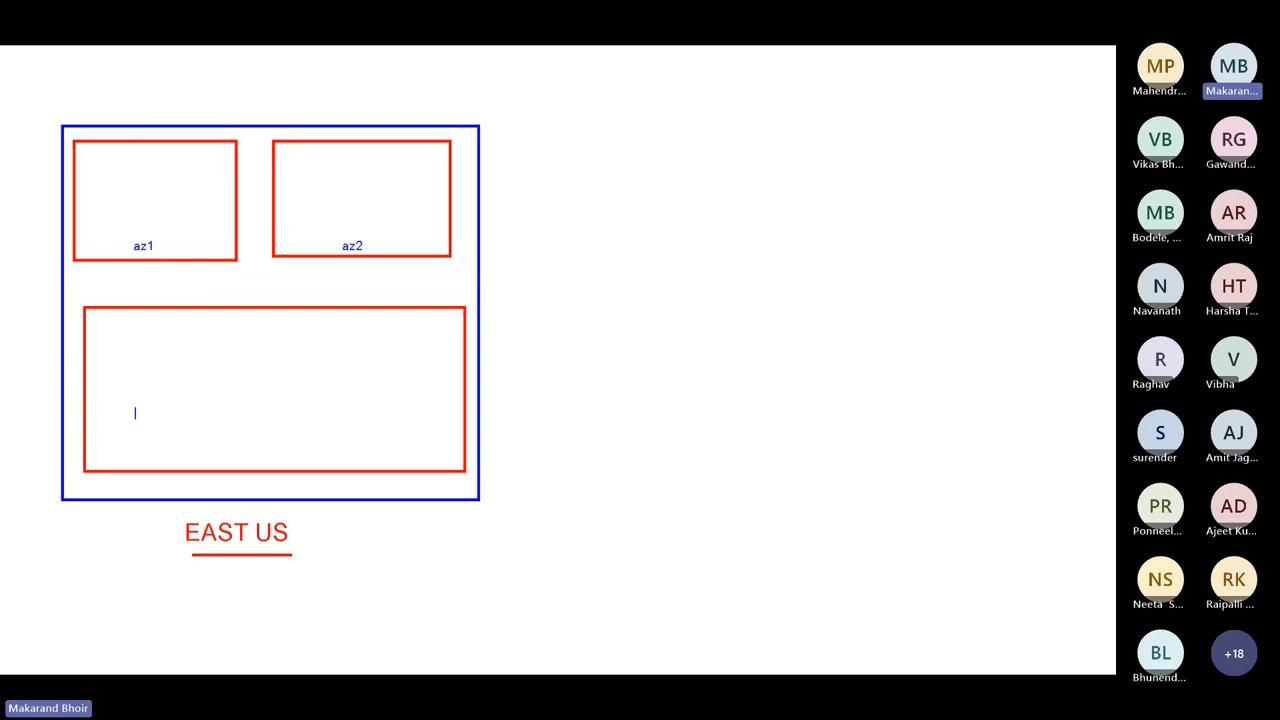 az1
az2
EAST US
MP
Mahendr...
MB
Makaran...
VB
Vikas Bh...
RG
Gawand...
MB
Bodele, ...
AR
Amrit Raj
N
Navanath
HT
Harsha T...
R
Raghav
V
Vibha
S
surender
AJ
Amit Jag...
PR
Ponneel...
AD
Ajeet Ku...
NS
Neeta S...
RK
Raipalli ...
BL
Bhunend...
+18
Makarand Bhoir